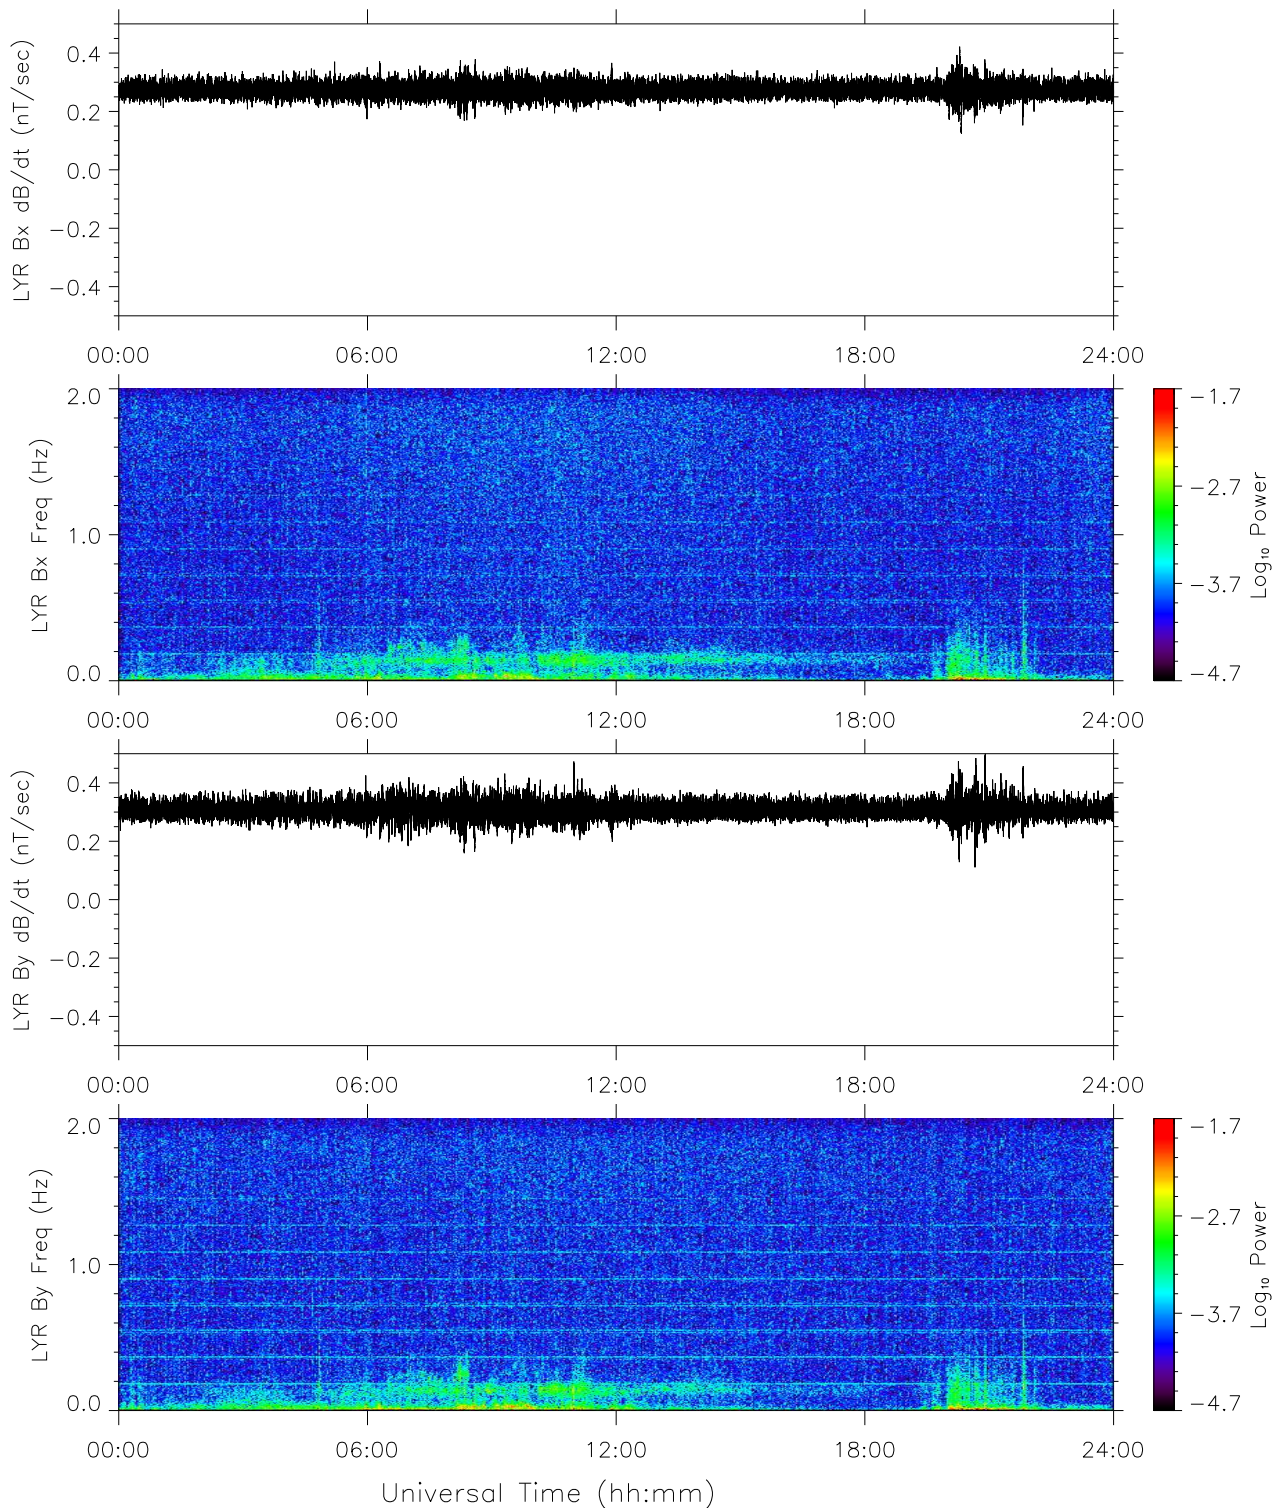 LYR Bx dB/dt (nT/sec)
0.4
0.2
0.0
−0.2
−0.4
00:00 06:00 12:00 18:00 24:00
LYR Bx Freq (Hz)
2.0
1.0
0.0
00:00 06:00 12:00 18:00 24:00
−1.7
−2.7
−3.7
−4.7
Log₁₀ Power
LYR By dB/dt (nT/sec)
0.4
0.2
0.0
−0.2
−0.4
00:00 06:00 12:00 18:00 24:00
LYR By Freq (Hz)
2.0
1.0
0.0
00:00 06:00 12:00 18:00 24:00
−1.7
−2.7
−3.7
−4.7
Log₁₀ Power
Universal Time (hh:mm)